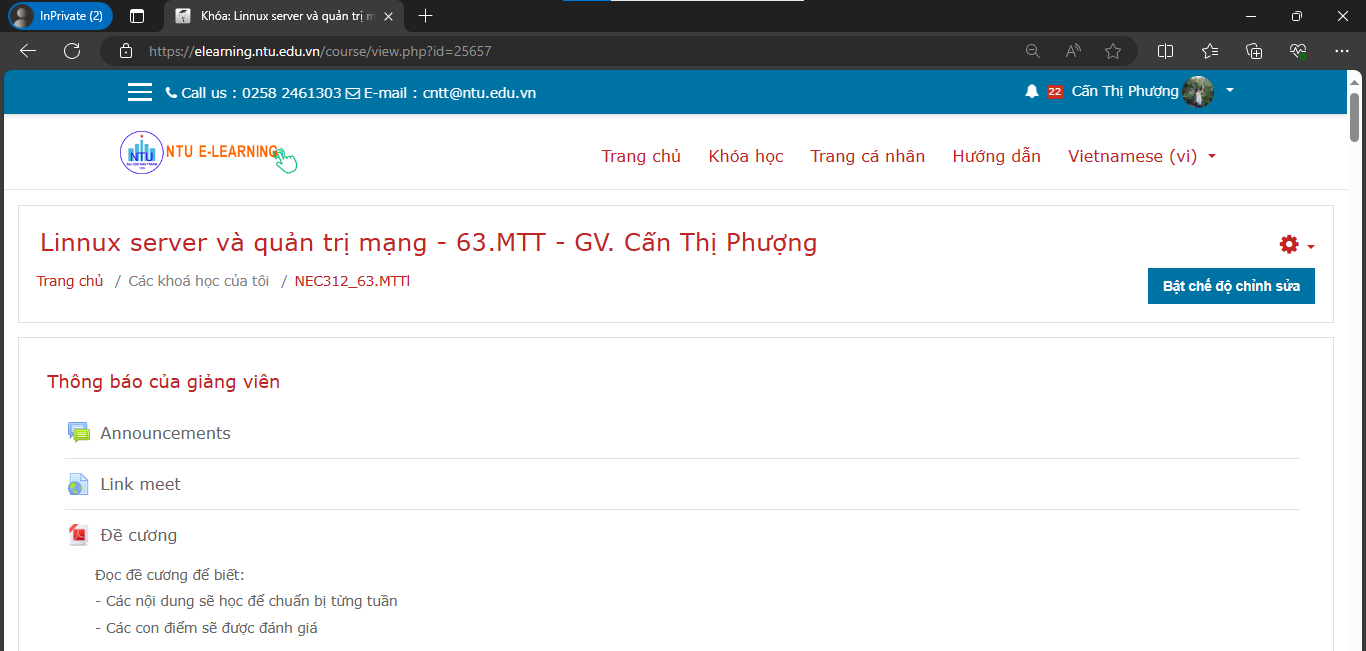 InPrivate (2)
Khóa: Linnux server và quản trị m
https://elearning.ntu.edu.vn/course/view.php?id=25657
Call us : 0258 2461303 E-mail : cntt@ntu.edu.vn
22 Cấn Thị Phượng
NTU
NTU E-LEARNING
Trang chủ Khóa học Trang cá nhân Hướng dẫn Vietnamese (vi)
Linnux server và quản trị mạng - 63.MTT - GV. Cấn Thị Phượng
Trang chủ / Các khoá học của tôi / NEC312_63.MTTl
Bật chế độ chỉnh sửa
Thông báo của giảng viên
Announcements
Link meet
Đề cương
Đọc đề cương để biết:
- Các nội dung sẽ học để chuẩn bị từng tuần
- Các con điểm sẽ được đánh giá